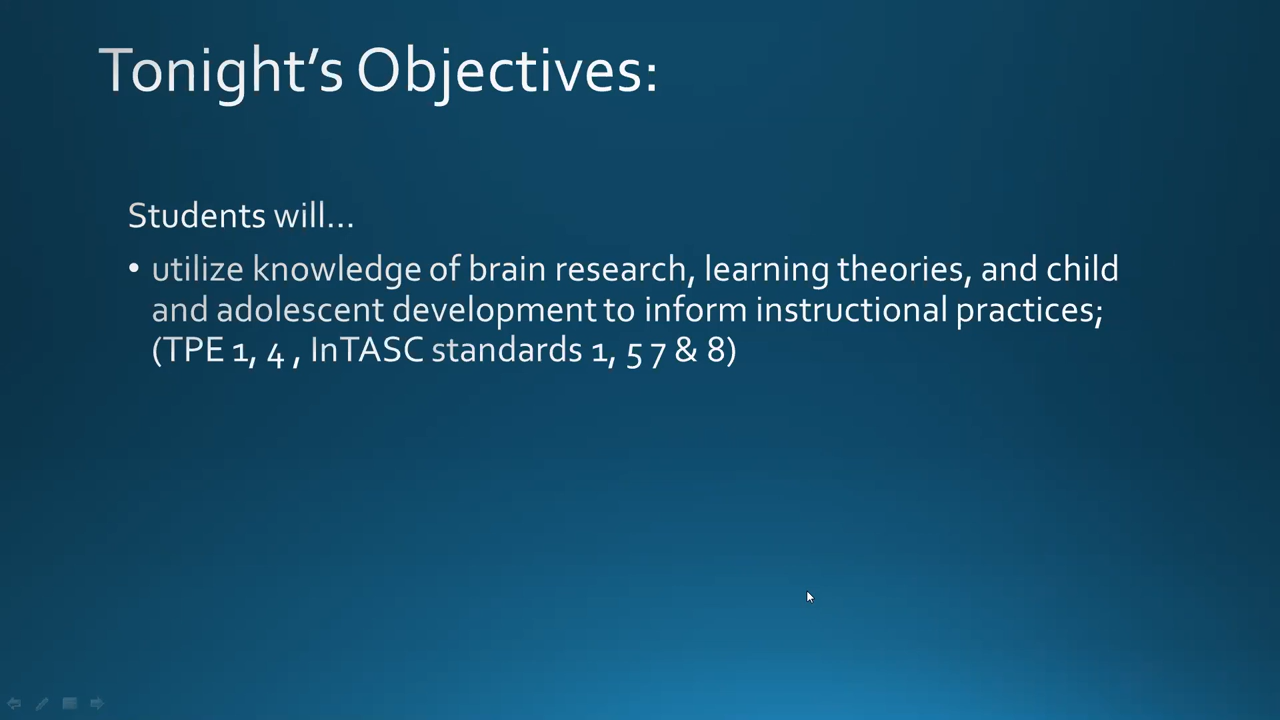 Tonight’s Objectives:
Students will…
• utilize knowledge of brain research, learning theories, and child
and adolescent development to inform instructional practices;
(TPE 1, 4 , InTASC standards 1, 5 7 & 8)